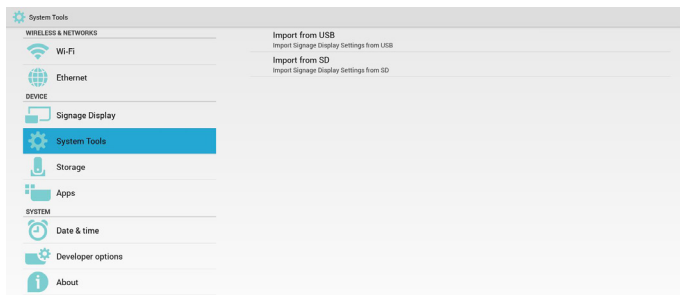 System Tools
WIRELESS & NETWORKS
Wi-Fi
Ethernet
DEVICE
Signage Display
System Tools
Storage
Apps
SYSTEM
Date & time
Developer options
About
Import from USB
Import Signage Display Settings from USB
Import from SD
Import Signage Display Settings from SD